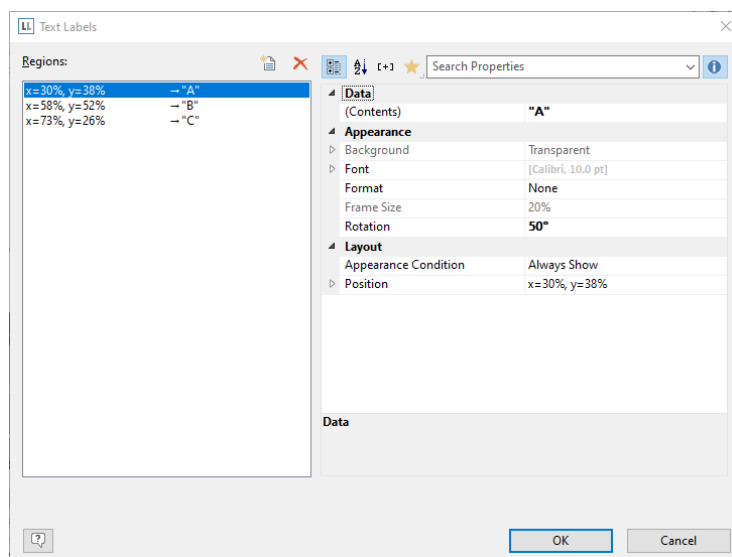 LL Text Labels
Regions:
x=30%, y=38% → "A"
x=58% y=52% → "B"
x=73%, y=26% → "C"
Search Properties
Data
(Contents) "A"
Appearance
Background Transparent
Font [Calibri, 10.0 pt]
Format None
Frame Size 20%
Rotation 50°
Layout
Appearance Condition Always Show
Position x=30%, y=38%
Data
OK Cancel